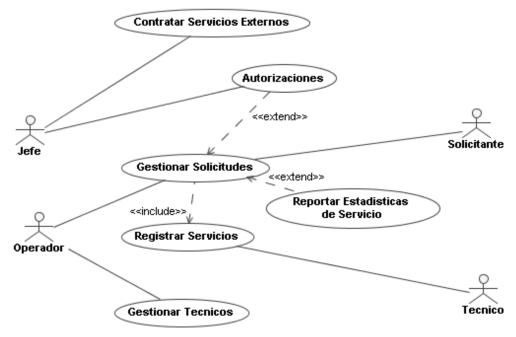 Contratar Servicios Externos
Autorizaciones
<<extend>>
Jefe
Solicitante
Gestionar Solicitudes
<<extend>>
Reportar Estadisticas
de Servicio
<<include>>
Registrar Servicios
Operador
Gestionar Tecnicos
Tecnico